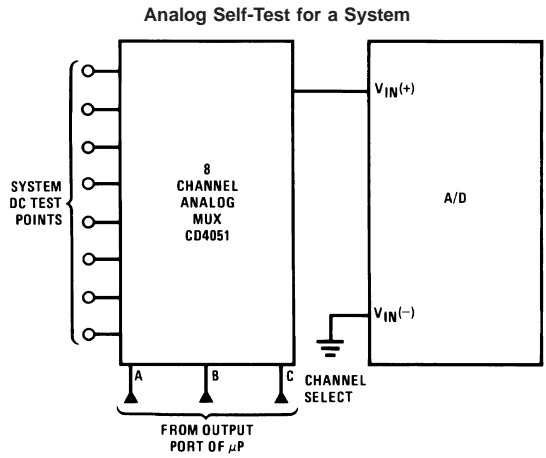 Analog Self-Test for a System
VIN(+)
SYSTEM
DC TEST
POINTS
8
CHANNEL
ANALOG
MUX
CD4051
A/D
VIN(−)
A
B
C
CHANNEL
SELECT
FROM OUTPUT
PORT OF μP